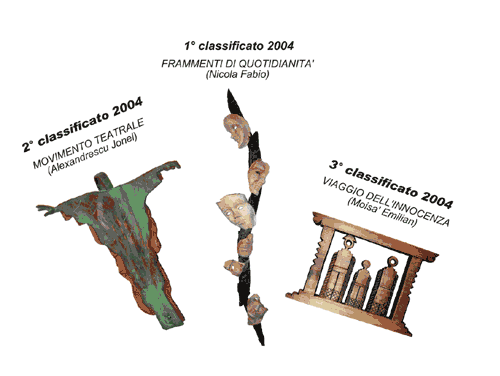 1° classificato 2004
FRAMMENTI DI QUOTIDIANITA'
(Nicola Fabio)
2° classificato 2004
MOVIMENTO TEATRALE
(Alexandrescu Jonel)
3° classificato 2004
VIAGGIO DELL'INNOCENZA
(Moisa' Emilian)